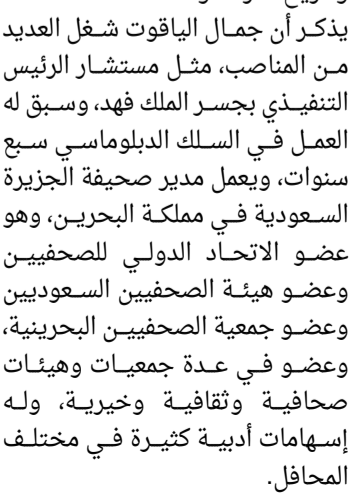 يذكر أن جمال الياقوت شغل العديد
من المناصب، مثل مستشار الرئيس
التنفيذي بجسر الملك فهد، وسبق له
العمل في السلك الدبلوماسي سبع
سنوات، ويعمل مدير صحيفة الجزيرة
السعودية في مملكة البحرين، وهو
عضو الاتحاد الدولي للصحفيين
وعضو هيئة الصحفيين السعوديين
وعضو جمعية الصحفيين البحرينية،
وعضو في عدة جمعيات وهيئات
صحافية وثقافية وخيرية، وله
إسهامات أدبية كثيرة في مختلف
المحافل.